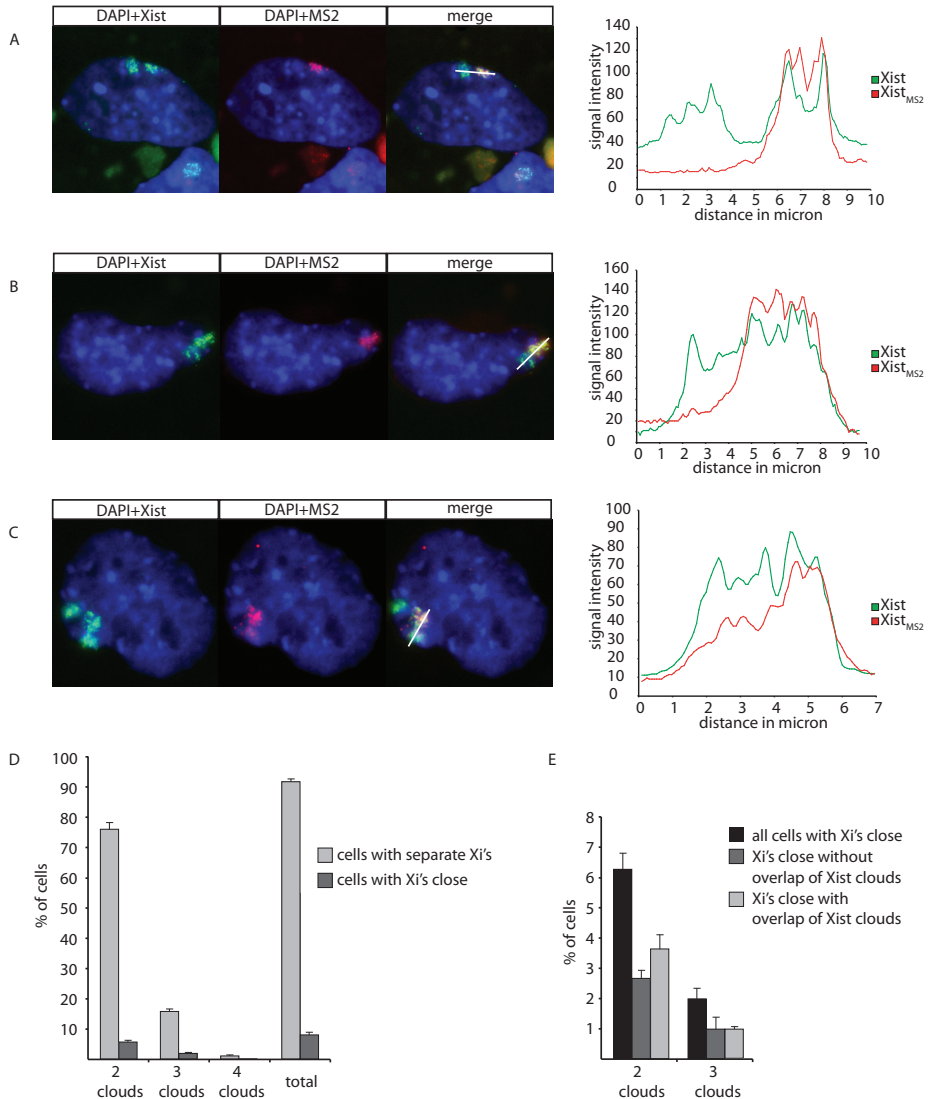 A
DAPI+Xist DAPI+MS2 merge
signal intensity
140
120
100
80
60
40
20
0
0 1 2 3 4 5 6 7 8 9 10
distance in micron
Xist
XistMS2
B
DAPI+Xist DAPI+MS2 merge
signal intensity
160
140
120
100
80
60
40
20
0
0 1 2 3 4 5 6 7 8 9 10
distance in micron
Xist
XistMS2
C
DAPI+Xist DAPI+MS2 merge
signal intensity
100
90
80
70
60
50
40
30
20
10
0
0 1 2 3 4 5 6 7
distance in micron
Xist
XistMS2
D
% of cells
100
90
80
70
60
50
40
30
20
10
2 clouds
3 clouds
4 clouds
total
cells with separate Xi's
cells with Xi's close
E
% of cells
8
7
6
5
4
3
2
1
2 clouds
3 clouds
all cells with Xi's close
Xi's close without
overlap of Xist clouds
Xi's close with
overlap of Xist clouds